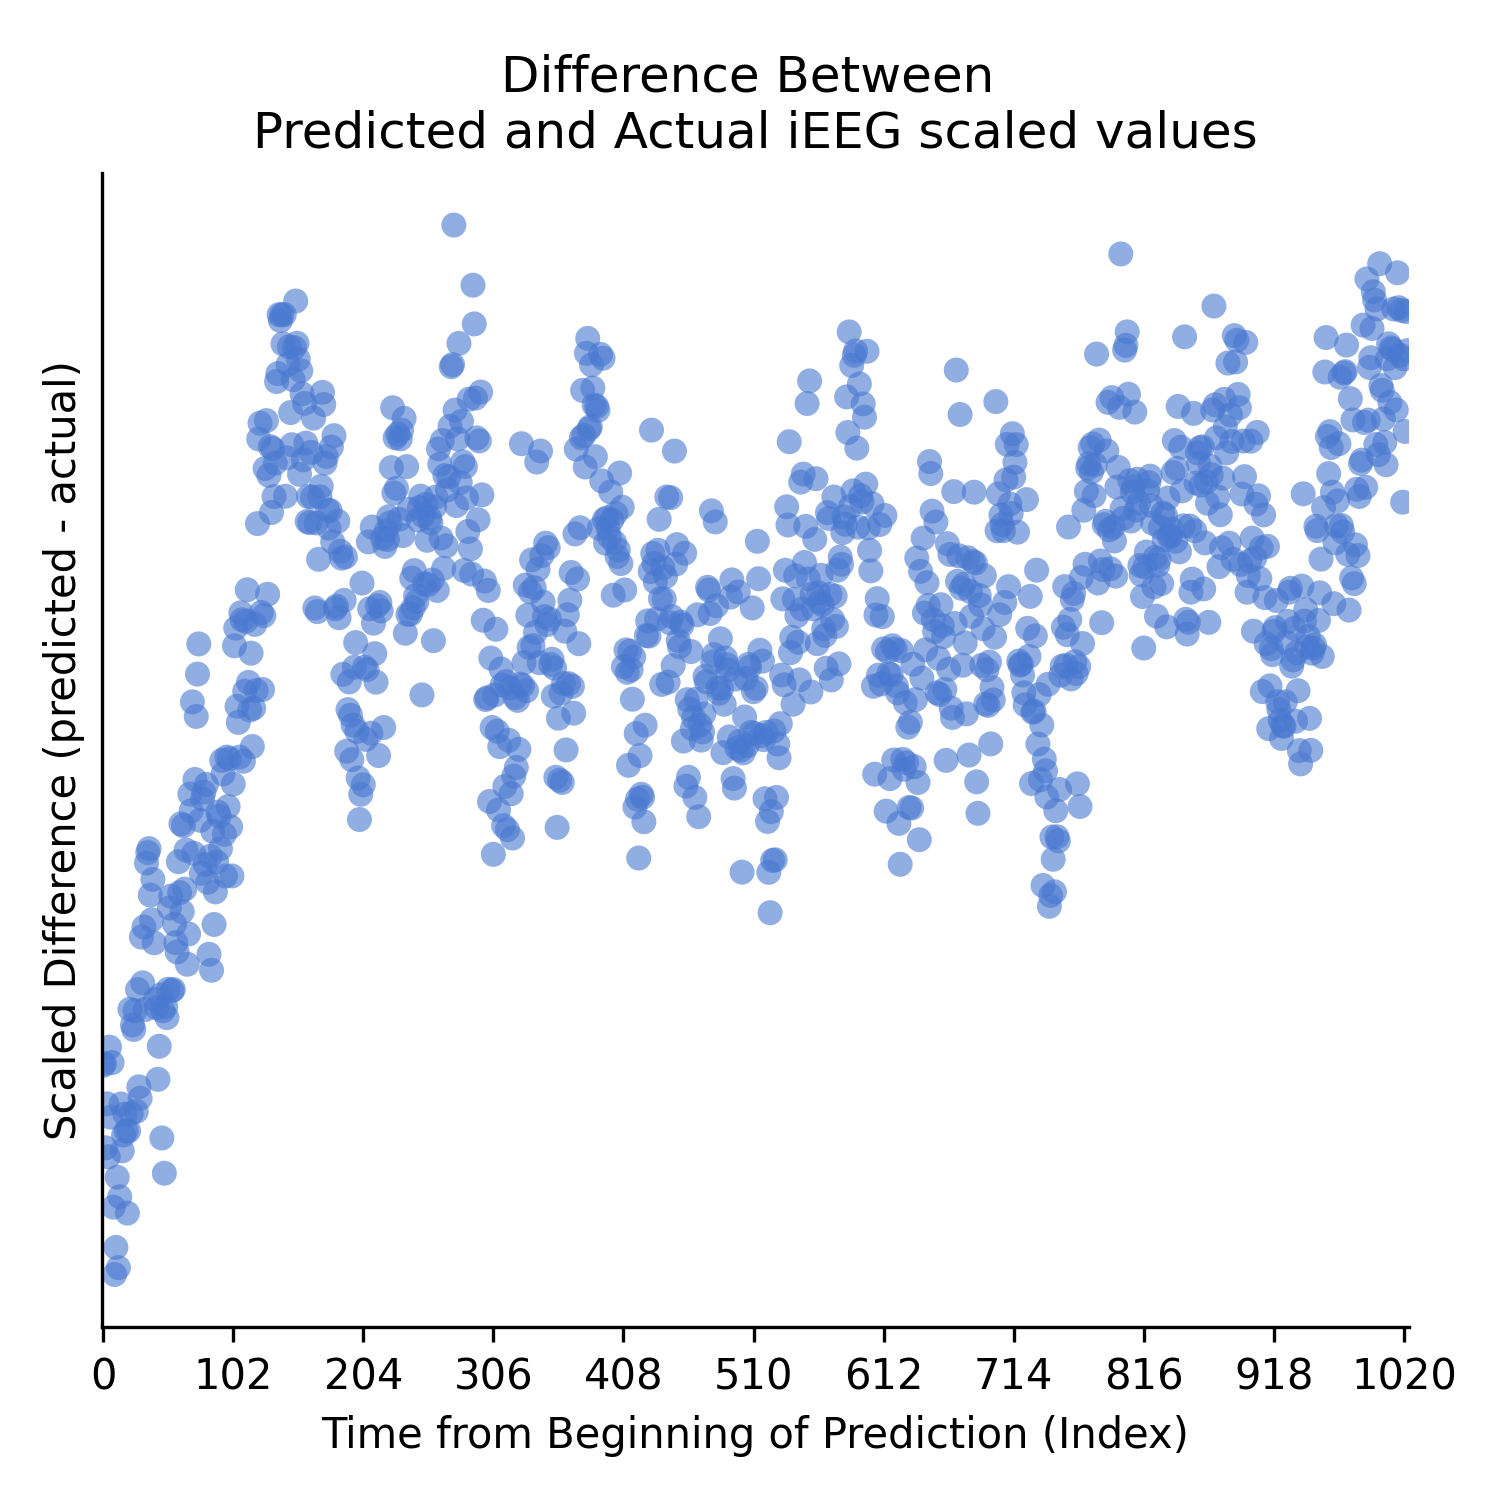 Difference Between
Predicted and Actual iEEG scaled values
Scaled Difference (predicted - actual)
0 102 204 306 408 510 612 714 816 918 1020
Time from Beginning of Prediction (Index)